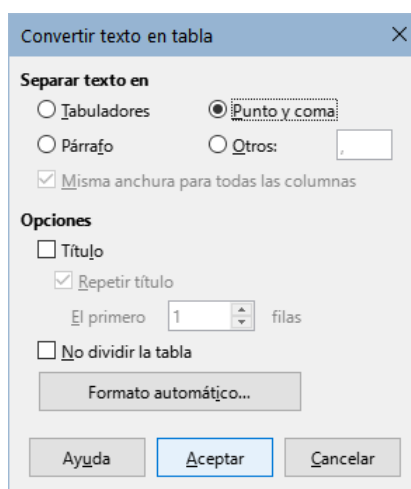 Convertir texto en tabla
Separar texto en
Tabuladores Punto y coma
Párrafo Otros: ,
Misma anchura para todas las columnas
Opciones
Título
Repetir título
El primero 1 filas
No dividir la tabla
Formato automático...
Ayuda Aceptar Cancelar